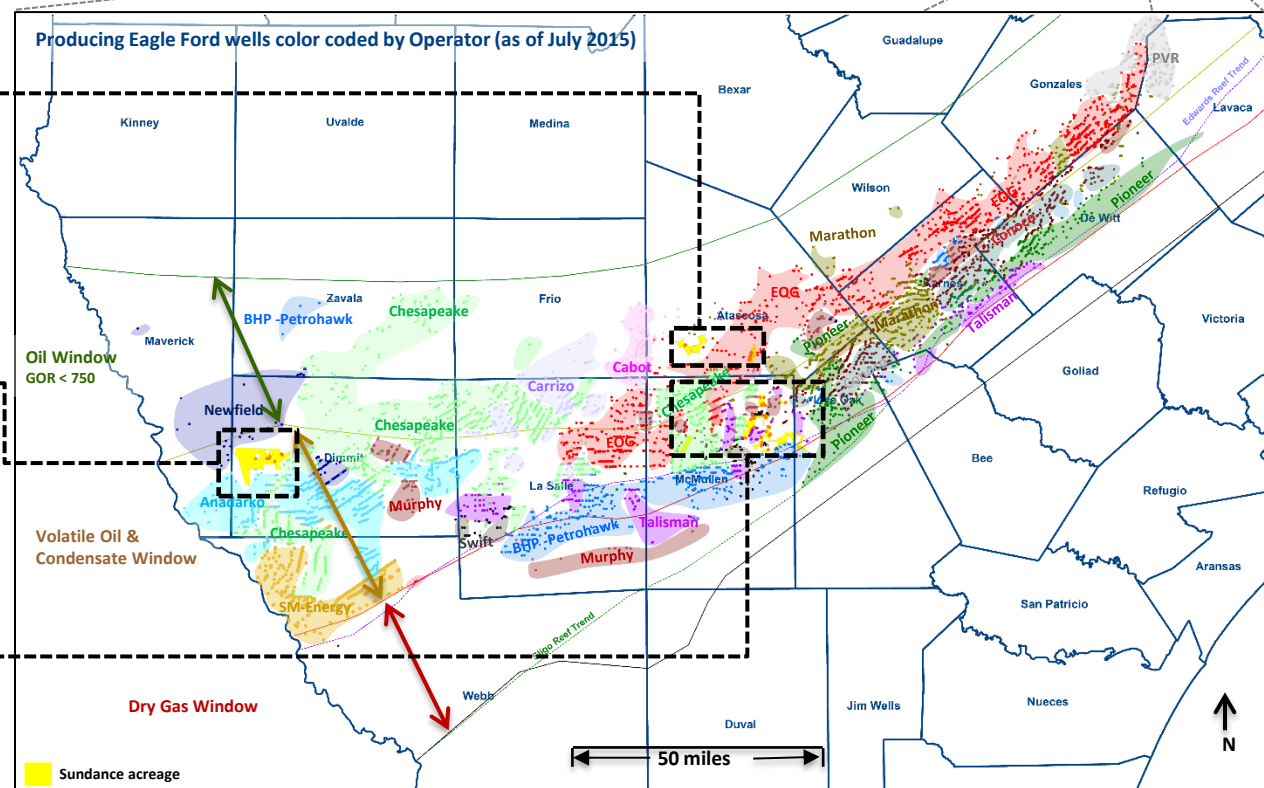 Producing Eagle Ford wells color coded by Operator (as of July 2015)
Guadalupe
PVR
Gonzales
Bexar
Edwards Reef Trend
Lavaca
Kinney
Uvalde
Medina
Wilson
EOG
Pioneer
De Witt
Conoco
Marathon
Karnes
EOG
Zavala
Frio
Chesapeake
BHP -Petrohawk
Atascosa
Marathon
Talisman
Victoria
Maverick
Pioneer
Oil Window
GOR < 750
Cabot
Carrizo
Chesapeake
Goliad
Newfield
Chesapeake
EOG
Live Oak
Pioneer
Dimmit
Bee
La Salle
McMullen
Refugio
Anadarko
Murphy
Volatile Oil &
Condensate Window
Chesapeake
Swift
BHP -Petrohawk
Talisman
Murphy
Aransas
SM-Energy
San Patricio
Sligo Reef Trend
Dry Gas Window
Webb
Duval
Jim Wells
Nueces
N
50 miles
Sundance acreage